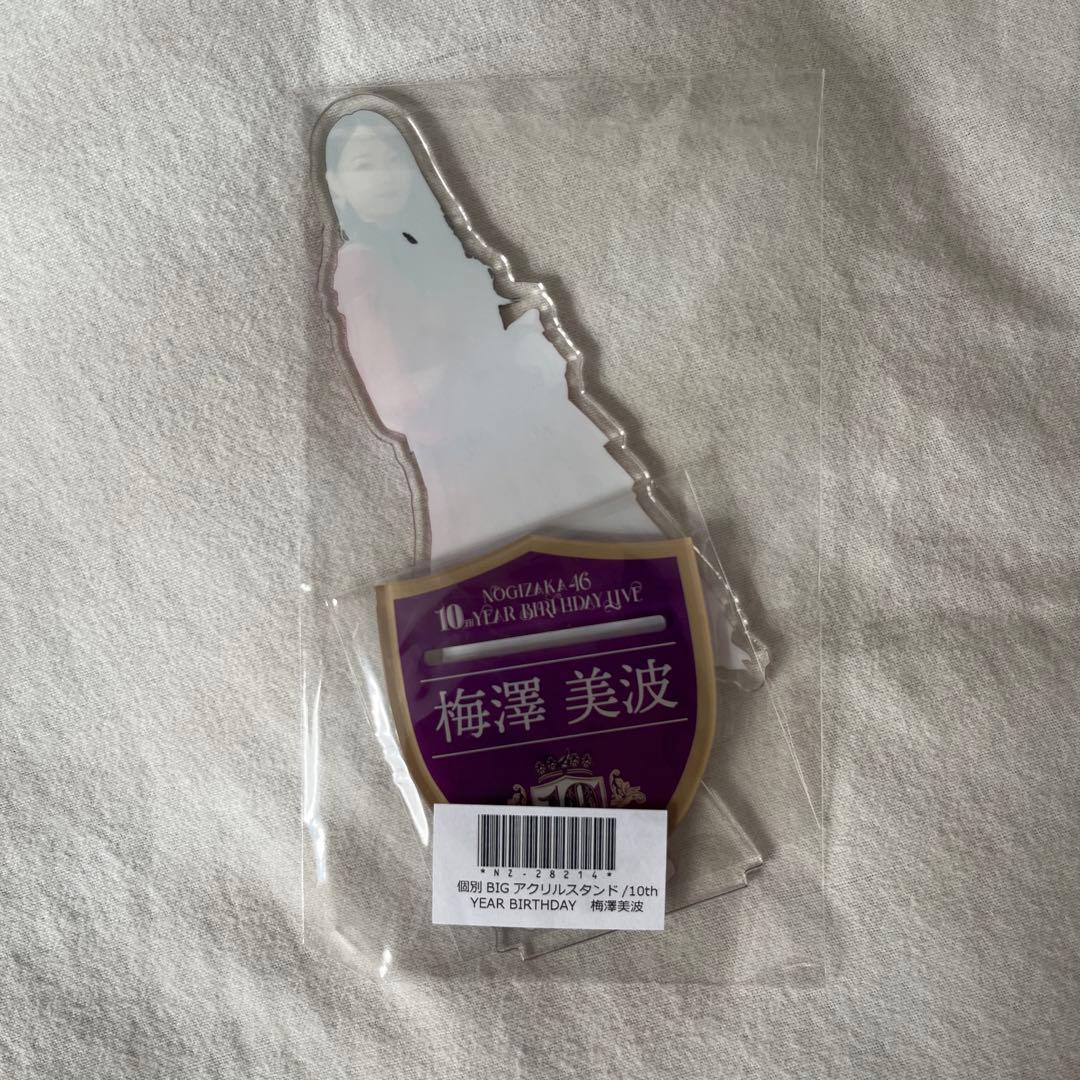 NOGIZAKA46
10TH YEAR BIRTHDAY LIVE
梅澤 美波
10
*NZ-28214*
個別 BIG アクリルスタンド /10th
YEAR BIRTHDAY 梅澤美波